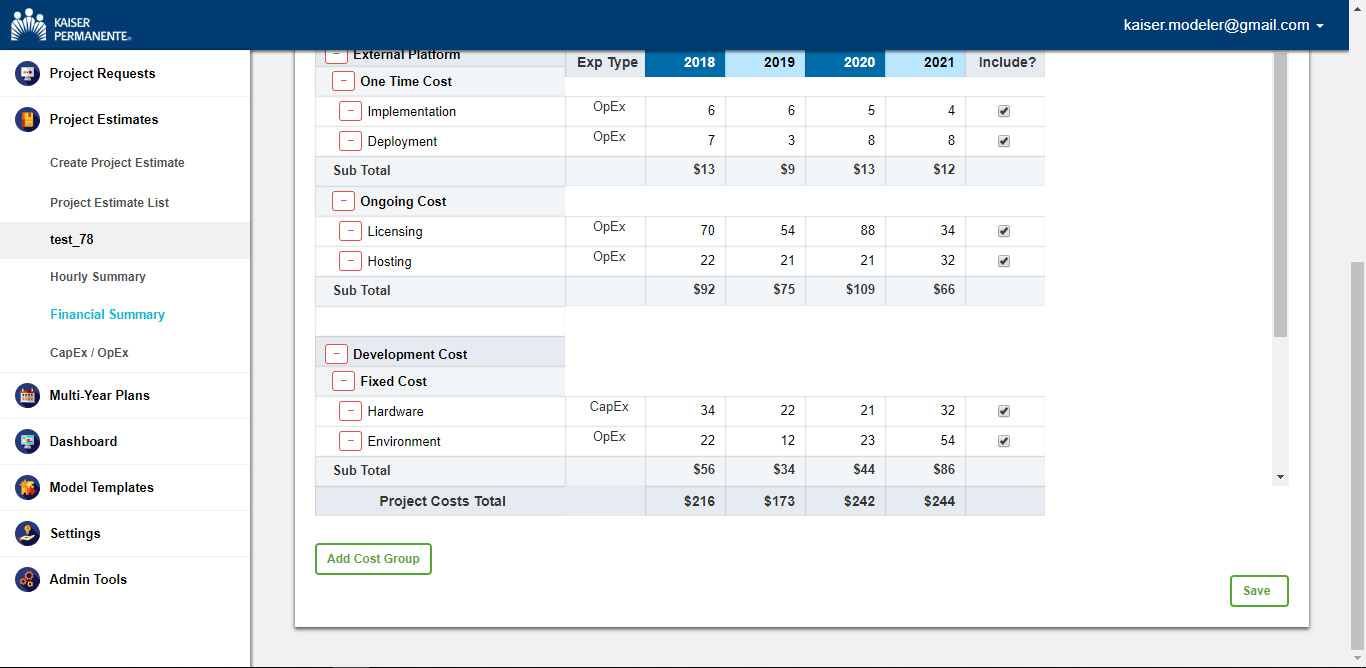 KAISER
PERMANENTE®
kaiser.modeler@gmail.com
Project Requests
Project Estimates
Create Project Estimate
Project Estimate List
test_78
Hourly Summary
Financial Summary
CapEx / OpEx
Multi-Year Plans
Dashboard
Model Templates
Settings
Admin Tools
External Platform Exp Type 2018 2019 2020 2021 Include?
One Time Cost
Implementation OpEx 6 6 5 4
Deployment OpEx 7 3 8 8
Sub Total $13 $9 $13 $12
Ongoing Cost
Licensing OpEx 70 54 88 34
Hosting OpEx 22 21 21 32
Sub Total $92 $75 $109 $66
Development Cost
Fixed Cost
Hardware CapEx 34 22 21 32
Environment OpEx 22 12 23 54
Sub Total $56 $34 $44 $86
Project Costs Total $216 $173 $242 $244
Add Cost Group
Save